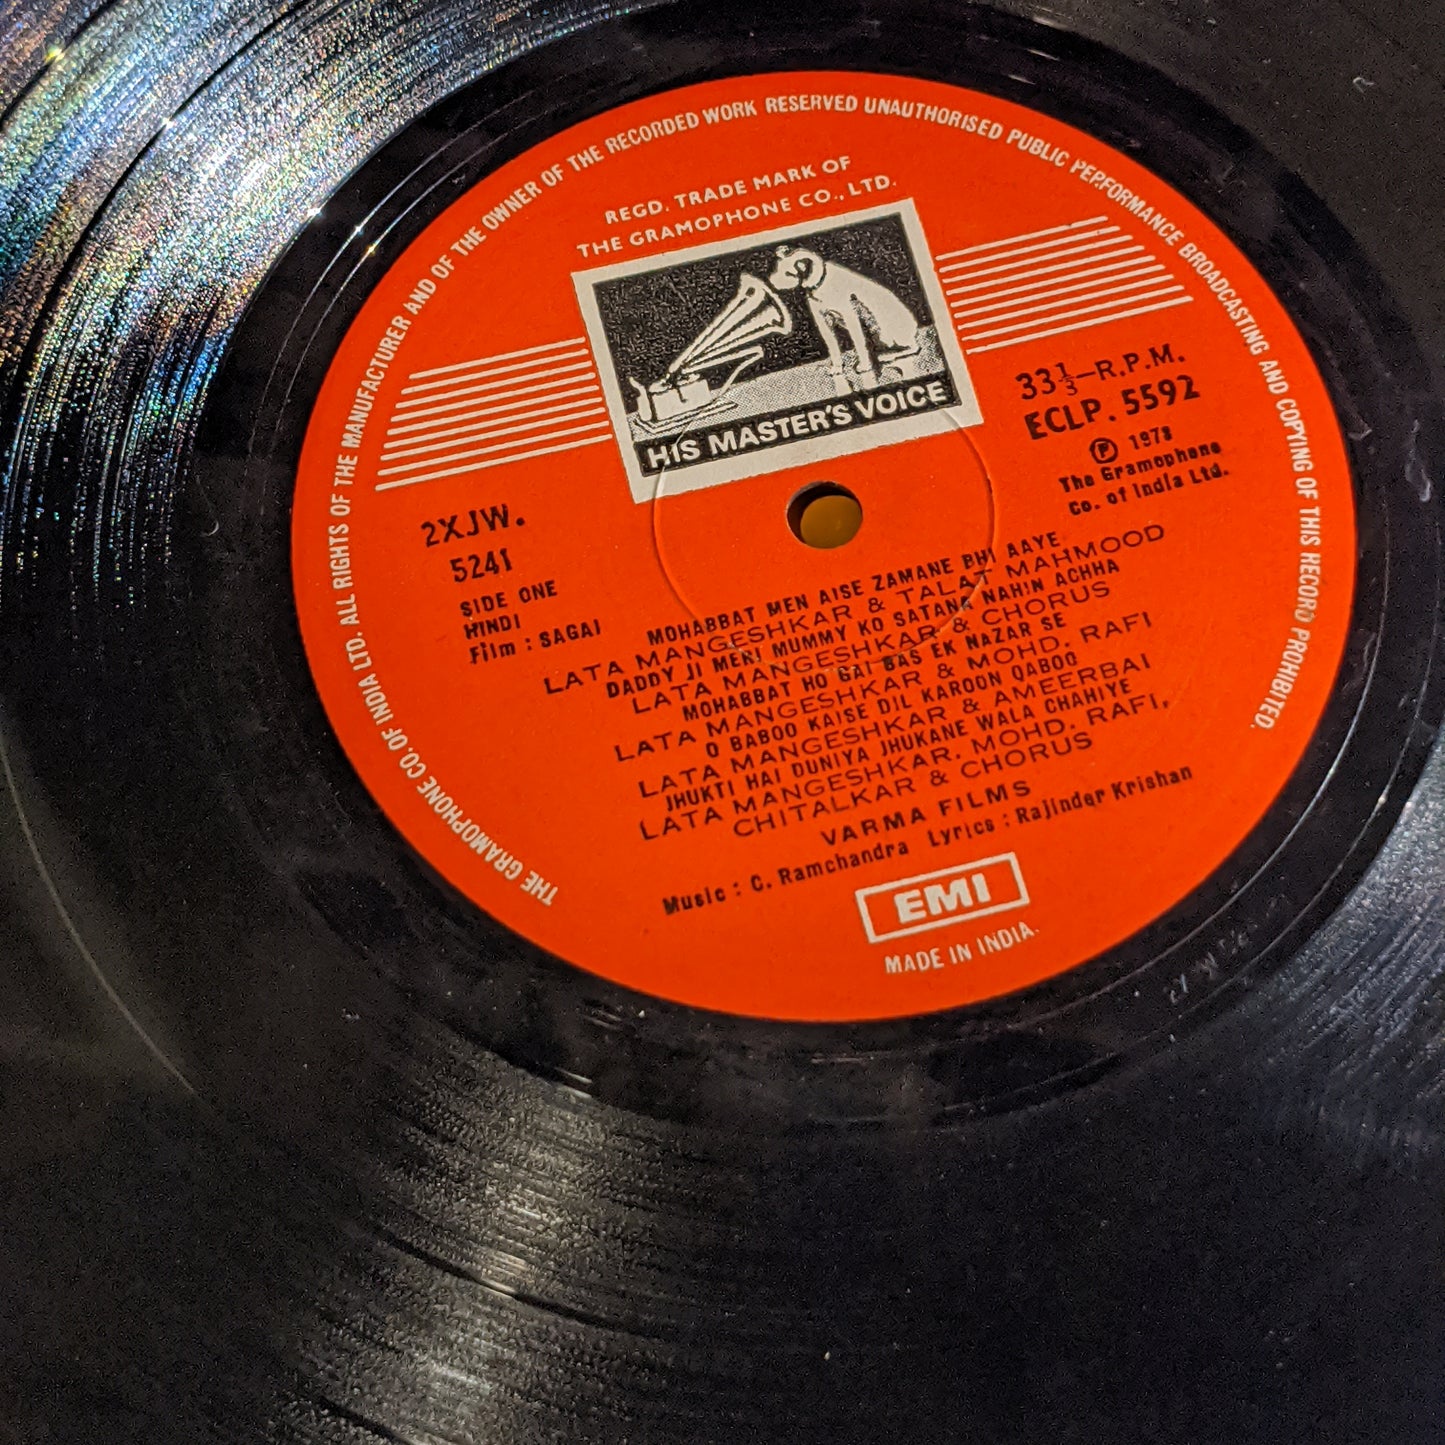 THE GRAMOPHONE CO. OF INDIA LTD. ALL RIGHTS OF THE MANUFACTURER AND OF THE OWNER OF THE RECORDED WORK RESERVED UNAUTHORISED PUBLIC PERFORMANCE BROADCASTING AND COPYING OF THIS RECORD PROHIBITED.
REGD. TRADE MARK OF
THE GRAMOPHONE CO., LTD.
HIS MASTER'S VOICE
33⅓–R.P.M.
ECLP. 5592
Ⓟ 1978
The Gramophone
Co. of India Ltd.
2XJW.
5241
SIDE ONE
HINDI
Film : SAGAI
MOHABBAT MEN AISE ZAMANE BHI AAYE
LATA MANGESHKAR & TALAT MAHMOOD
DADDY JI MERI MUMMY KO SATANA NAHIN ACHHA
LATA MANGESHKAR & CHORUS
MOHABBAT HO GAI BAS EK NAZAR SE
LATA MANGESHKAR & MOHD. RAFI
O BABOO KAISE DIL KAROON QABOO
LATA MANGESHKAR & AMEERBAI
JHUKTI HAI DUNIYA JHUKANE WALA CHAHIYE
LATA MANGESHKAR. MOHD. RAFI,
CHITALKAR & CHORUS
VARMA FILMS
Music : C. Ramchandra Lyrics : Rajinder Krishan
EMI
MADE IN INDIA.